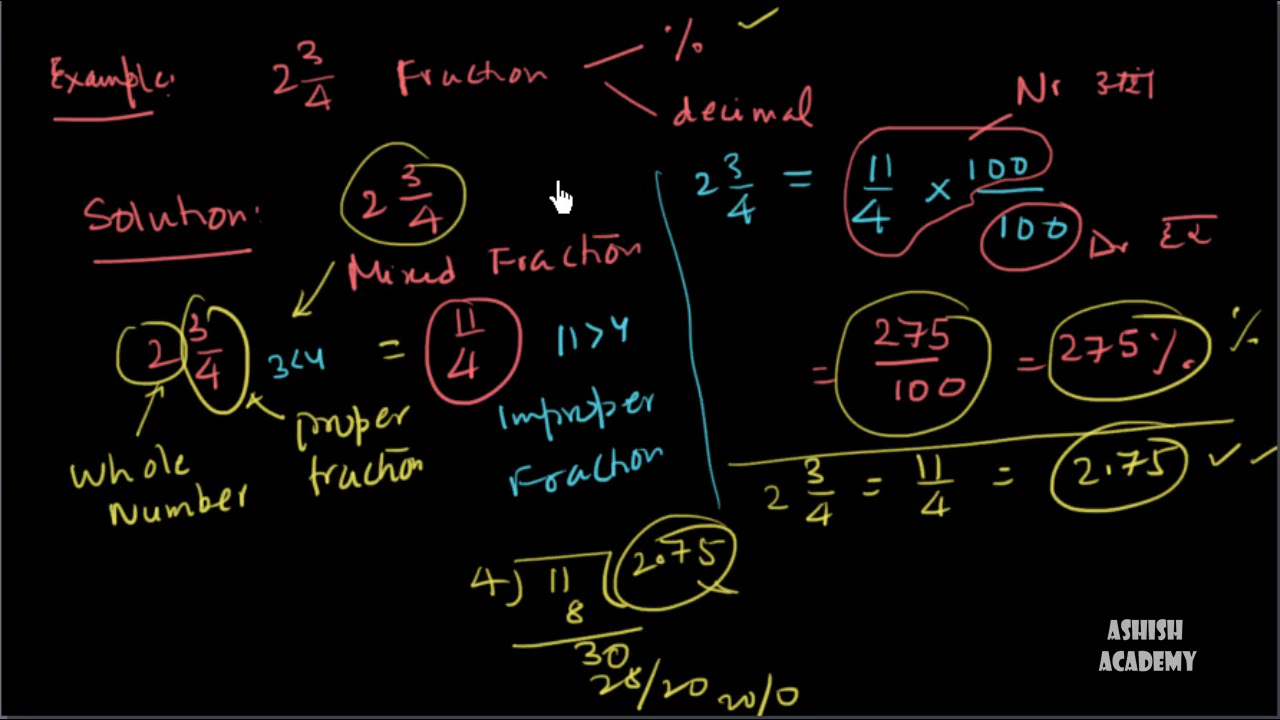 Example: 2 3/4 Fraction % ✓
decimal
Solution: 2 3/4
Mixed Fraction
2 3/4 3<4 = 11/4 11>4
Whole Number
proper fraction
Improper Fraction
2 3/4 = 11/4 × 100/100
Nr अंश
Dr हर
= 275/100 = 275% %
2 3/4 = 11/4 = 2.75 ✓ ✓
4) 11 (2.75
8
30
28/20 20/0
ASHISH
ACADEMY